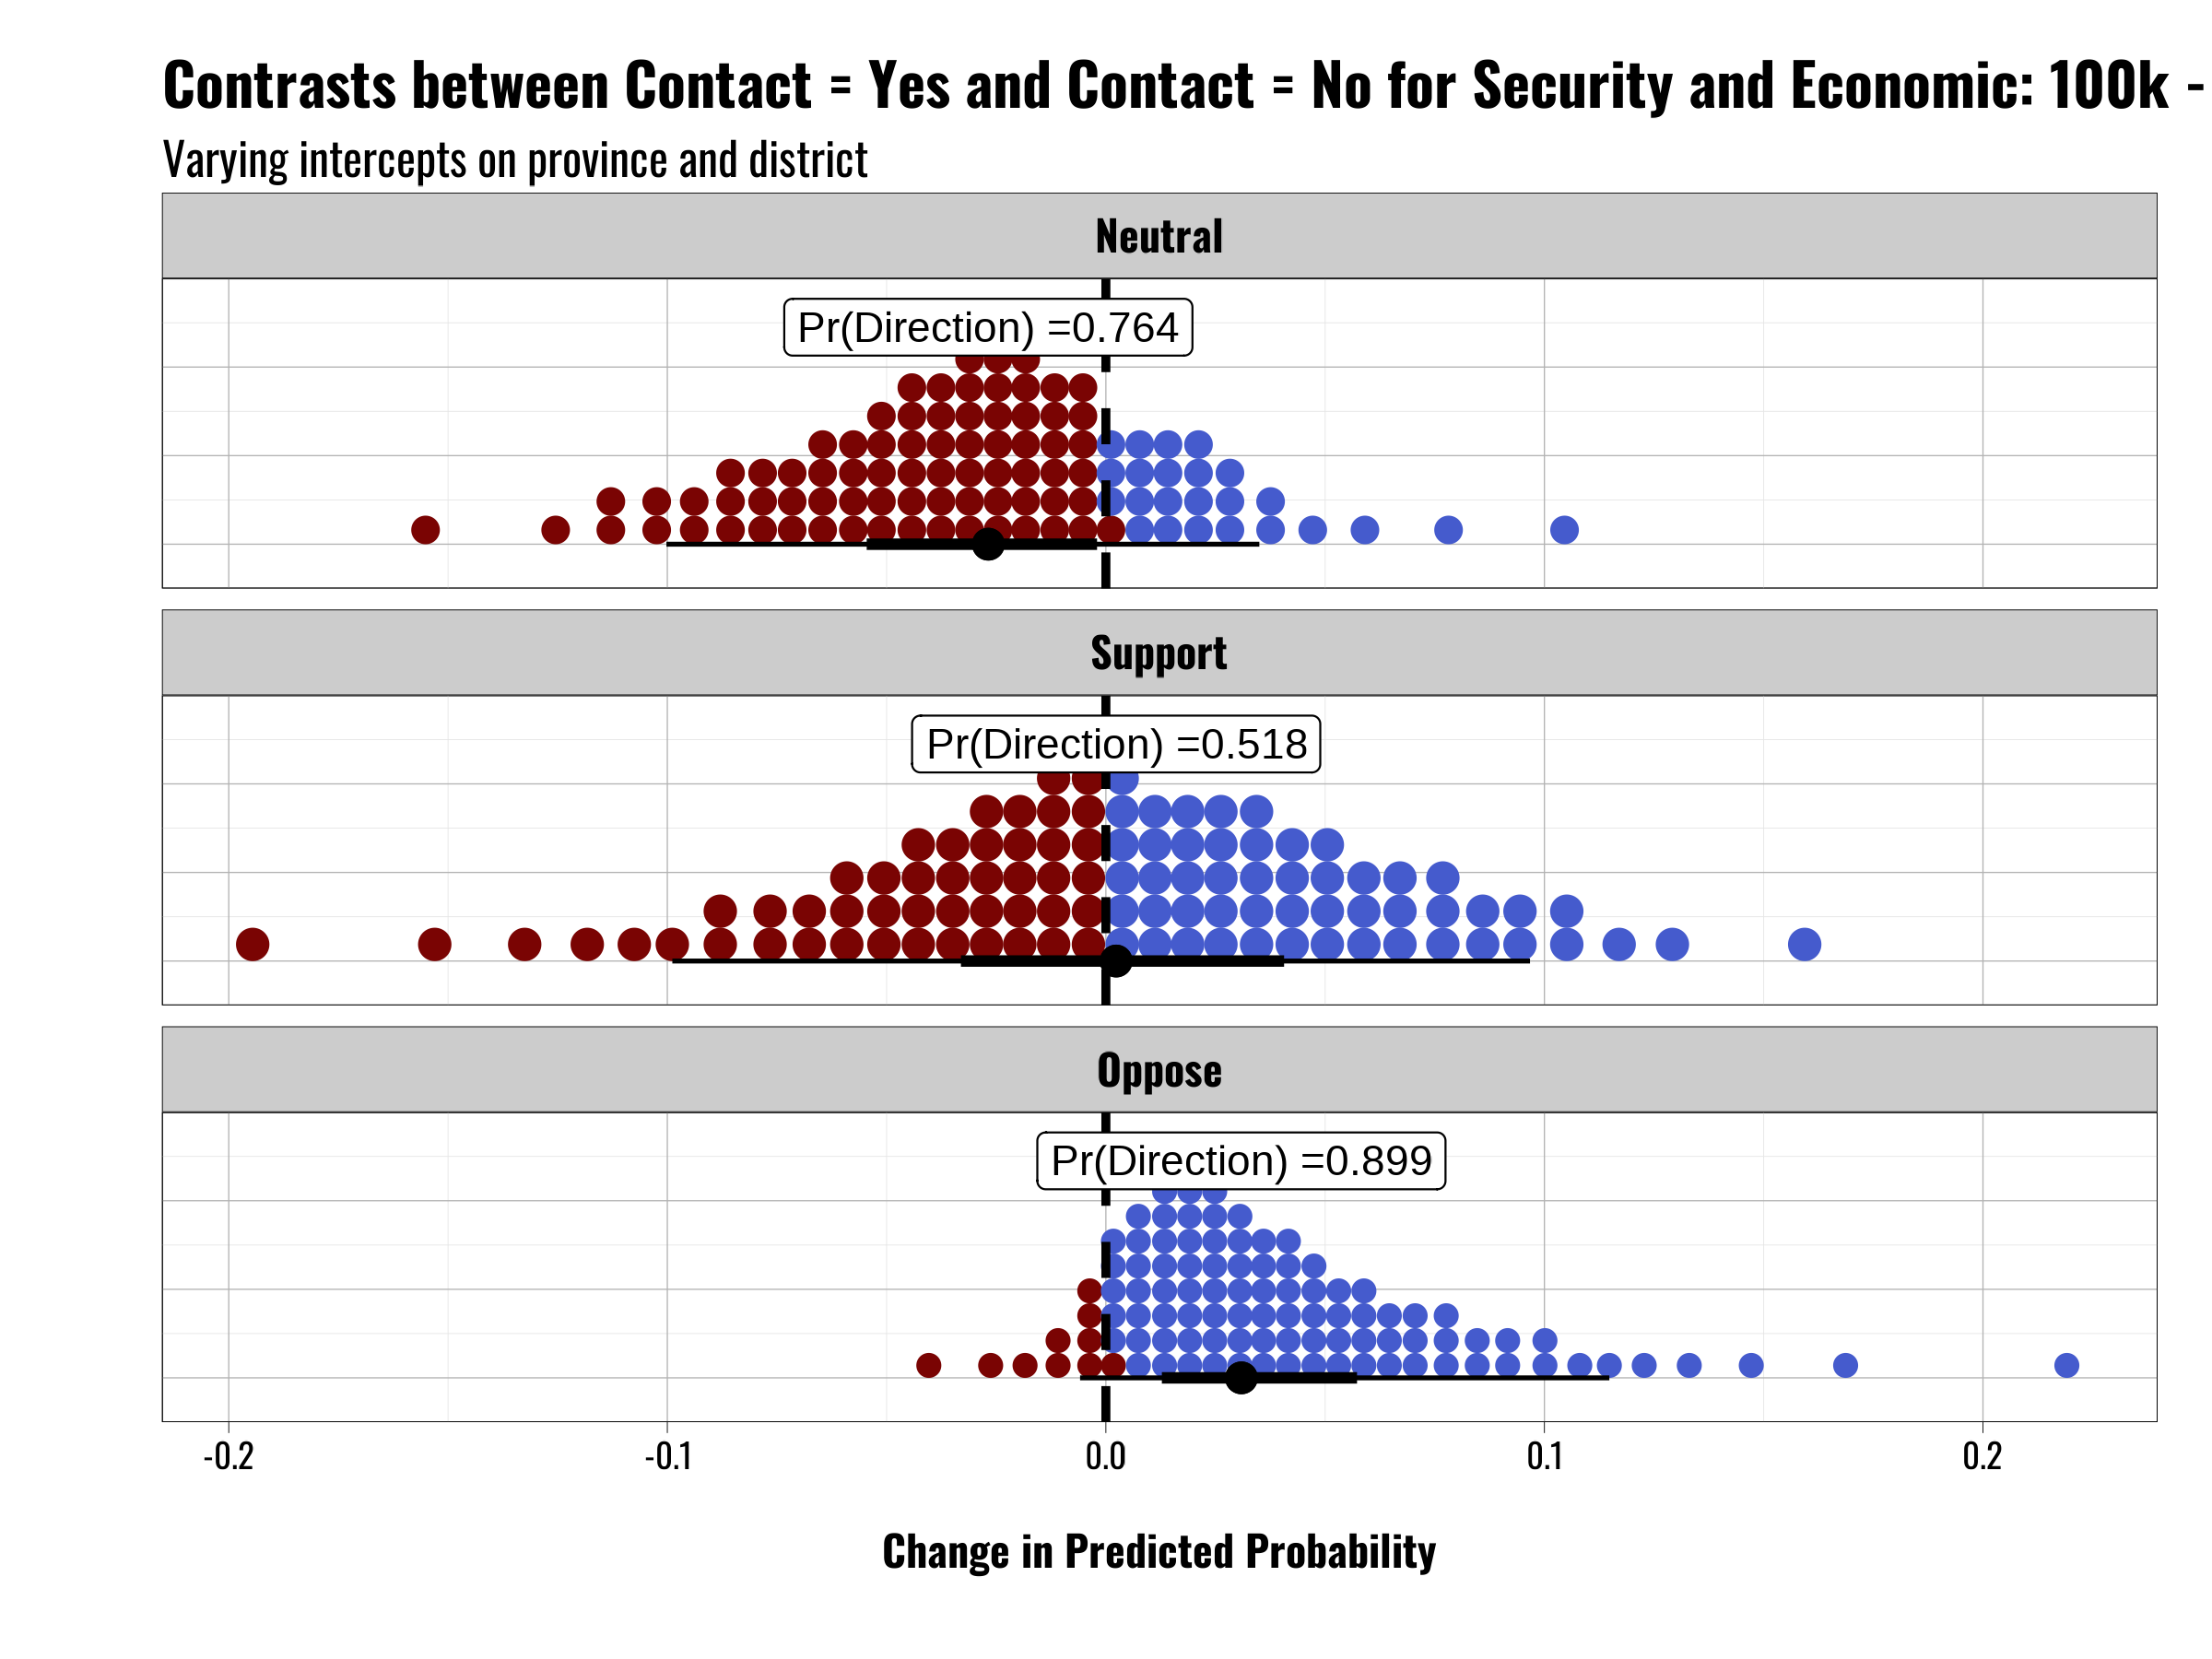 Contrasts between Contact = Yes and Contact = No for Security and Economic: 100k -
Varying intercepts on province and district
Neutral
Pr(Direction) =0.764
Support
Pr(Direction) =0.518
Oppose
Pr(Direction) =0.899
-0.2 -0.1 0.0 0.1 0.2
Change in Predicted Probability